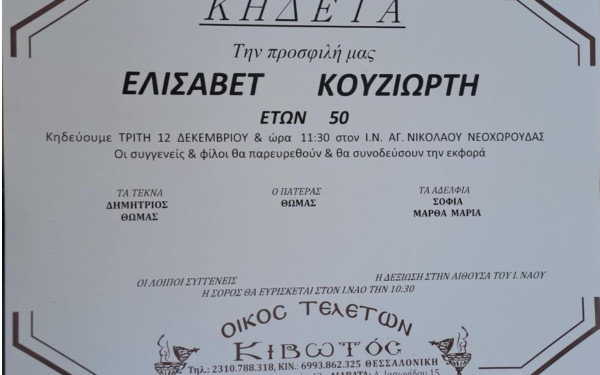 ΚΗΔΕΙΑ
Την προσφιλή μας
ΕΛΙΣΑΒΕΤ ΚΟΥΖΙΩΡΤΗ
ΕΤΩΝ 50
Κηδεύουμε ΤΡΙΤΗ 12 ΔΕΚΕΜΒΡΙΟΥ & ώρα 11:30 στον Ι.Ν. ΑΓ. ΝΙΚΟΛΑΟΥ ΝΕΟΧΩΡΟΥΔΑΣ
Οι συγγενείς & φίλοι θα παρευρεθούν & θα συνοδεύσουν την εκφορά
ΤΑ ΤΕΚΝΑ
ΔΗΜΗΤΡΙΟΣ
ΘΩΜΑΣ
Ο ΠΑΤΕΡΑΣ
ΘΩΜΑΣ
ΤΑ ΑΔΕΛΦΙΑ
ΣΟΦΙΑ
ΜΑΡΘΑ ΜΑΡΙΑ
ΟΙ ΛΟΙΠΟΙ ΣΥΓΓΕΝΕΙΣ
Η ΔΕΞΙΩΣΗ ΣΤΗΝ ΑΙΘΟΥΣΑ ΤΟΥ Ι. ΝΑΟΥ
Η ΣΟΡΟΣ ΘΑ ΕΥΡΙΣΚΕΤΑΙ ΣΤΟΝ Ι.ΝΑΟ ΤΗΝ 10:30
ΟΙΚΟΣ ΤΕΛΕΤΩΝ
ΚΙΒΩΤΟΣ
Τηλ.: 2310.788.318, ΚΙΝ.: 6993.862.325 ΘΕΣΣΑΛΟΝΙΚΗ
ΔΙΑΒΑΤΑ: Δ. Ιασωνίδου 15